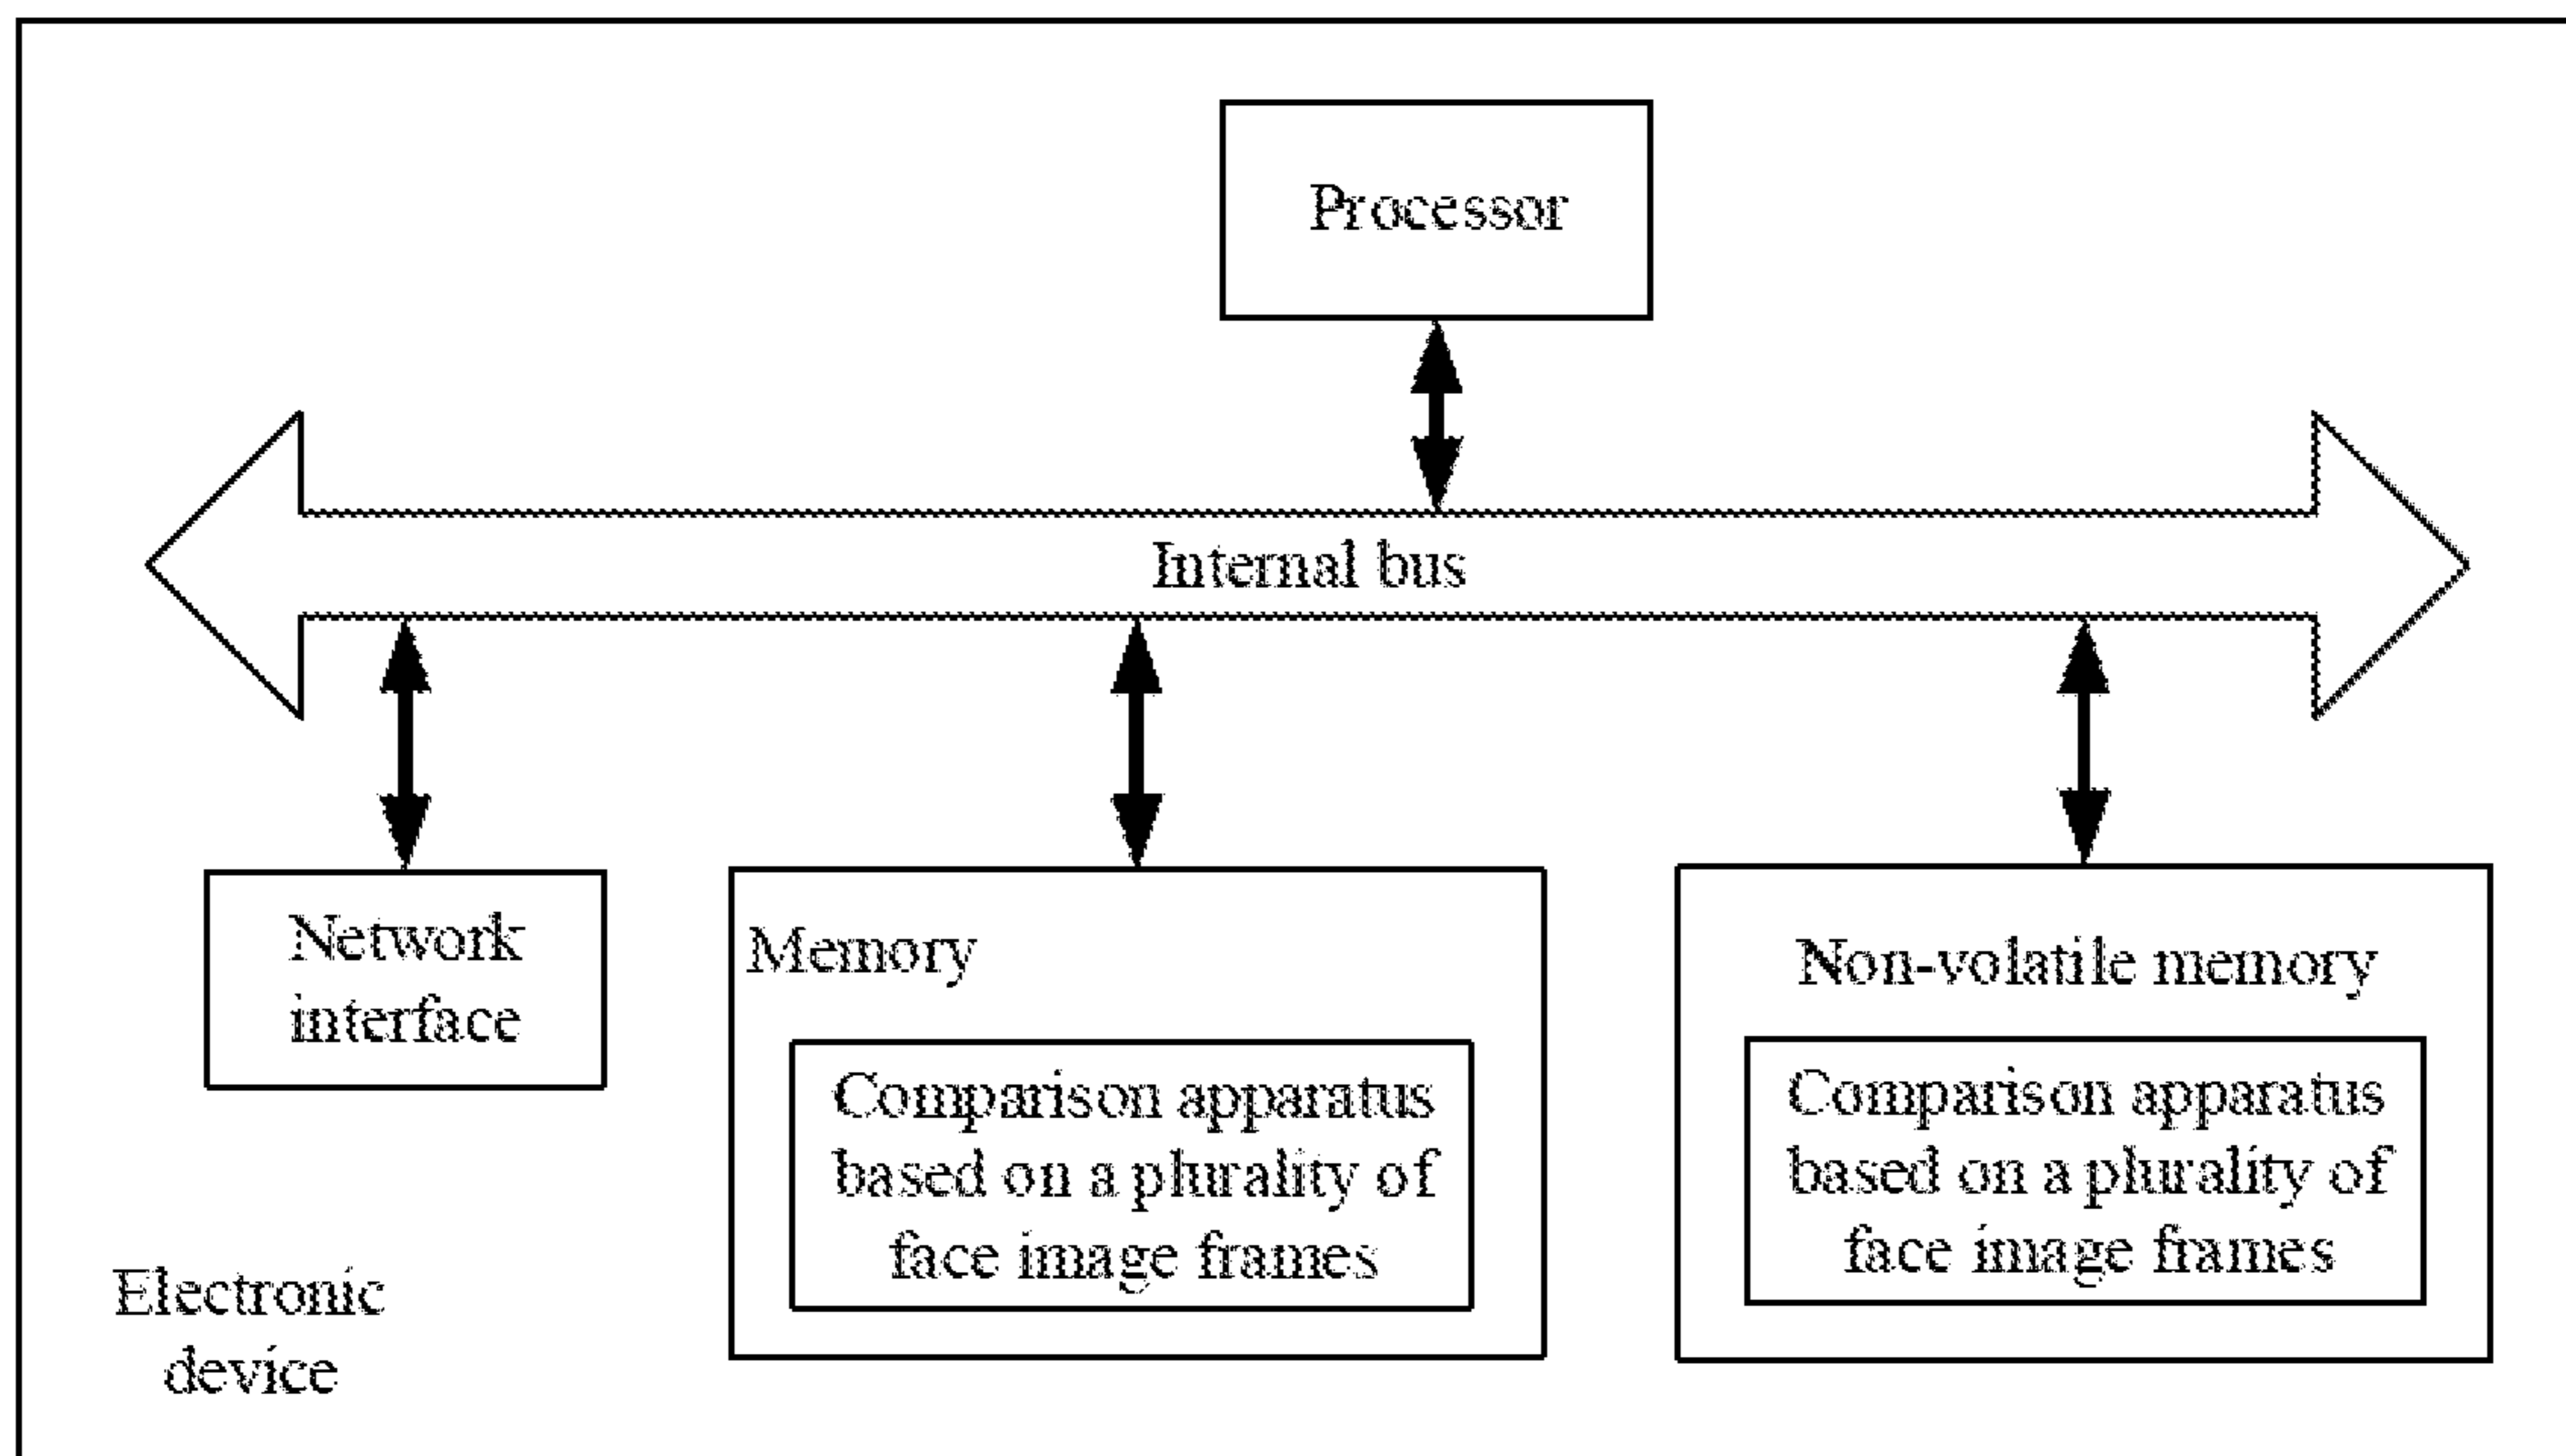 Processor
Internal bus
Network
interface
Memory
Comparison apparatus
based on a plurality of
face image frames
Non-volatile memory
Comparison apparatus
based on a plurality of
face image frames
Electronic
device